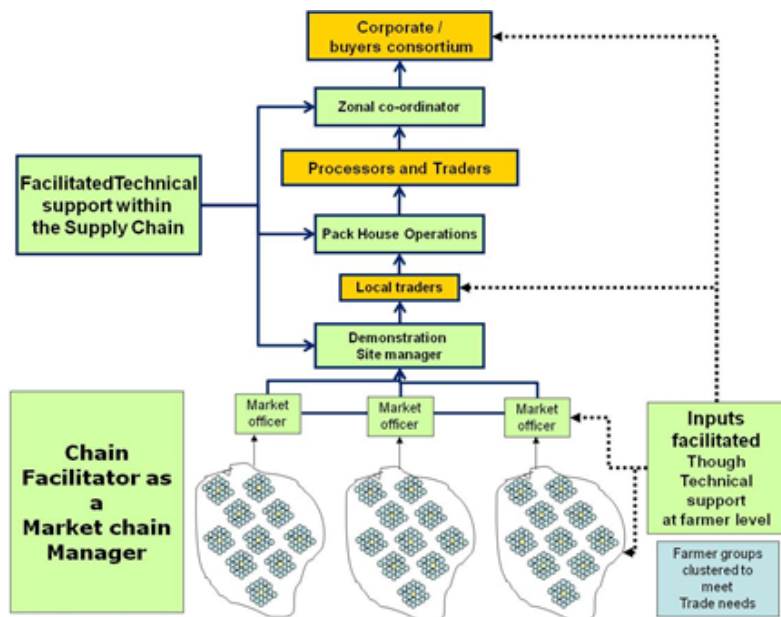 Corporate /
buyers consortium
Zonal co-ordinator
Processors and Traders
FacilitatedTechnical
support within
the Supply Chain
Pack House Operations
Local traders
Demonstration
Site manager
Market
officer
Market
officer
Market
officer
Chain
Facilitator as
a
Market chain
Manager
Inputs
facilitated
Though
Technical
support
at farmer level
Farmer groups
clustered to
meet
Trade needs